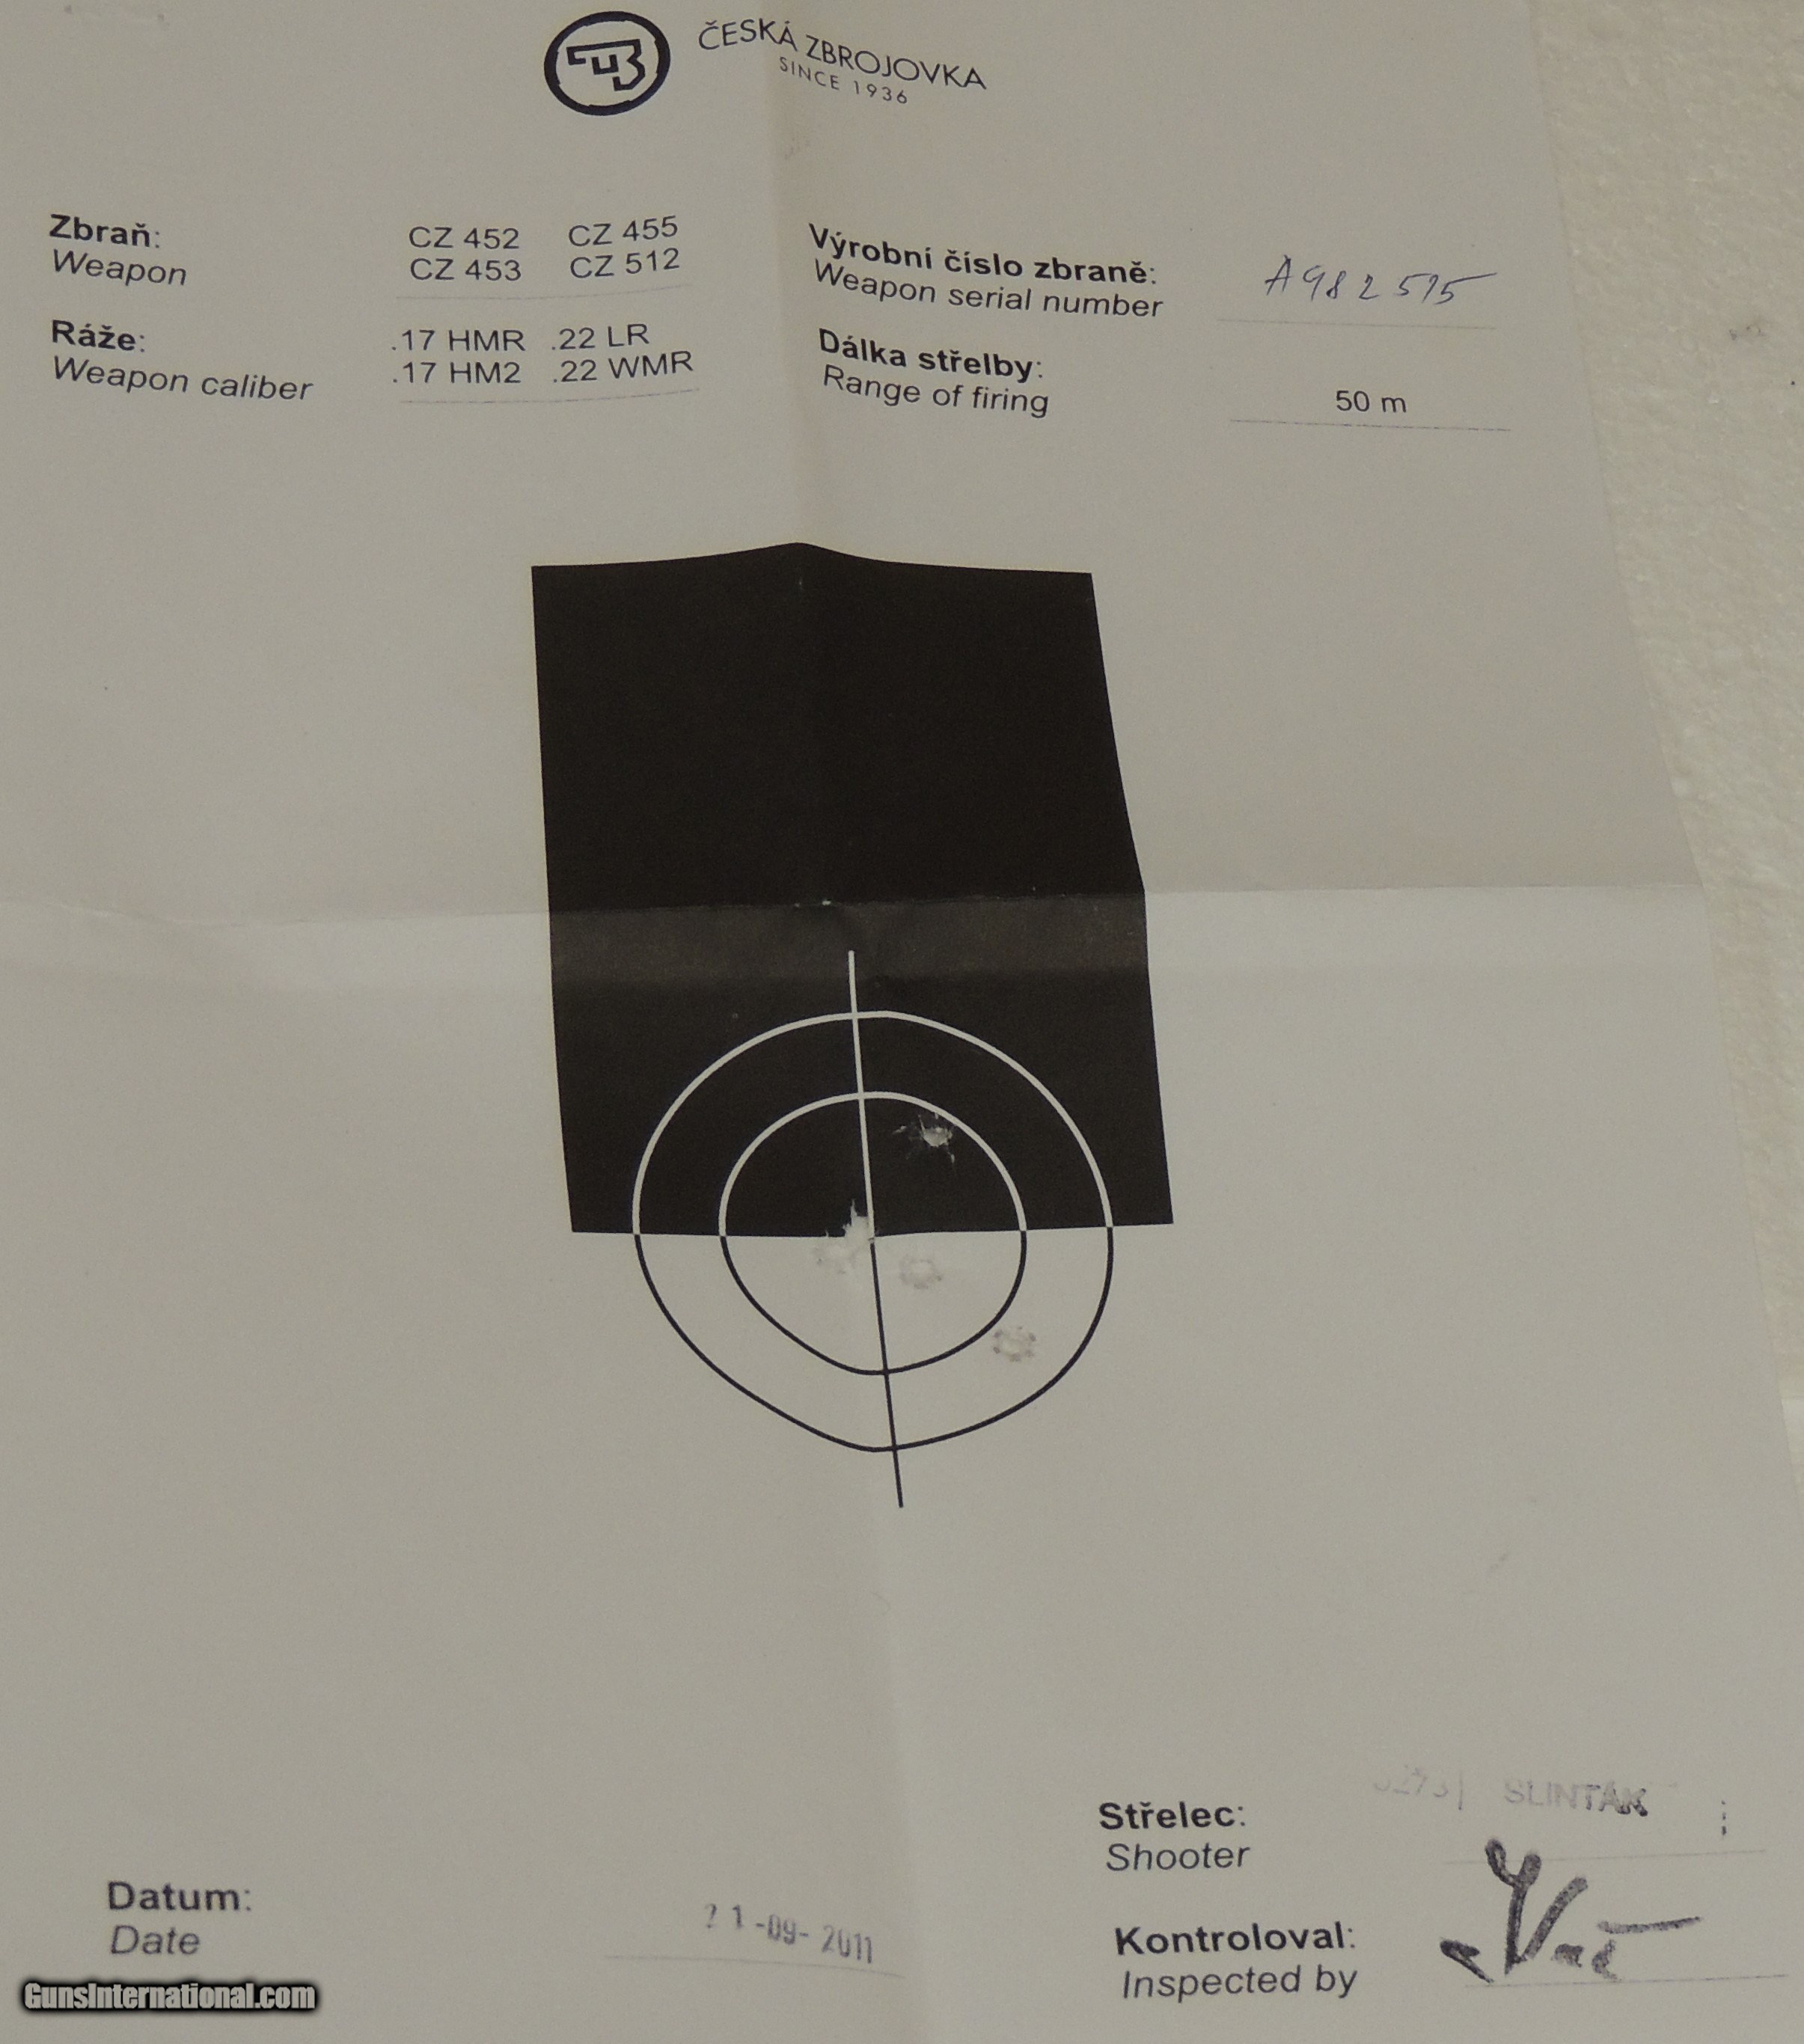 CZ
ČESKÁ ZBROJOVKA
SINCE 1936
Zbraň: CZ 452 CZ 455
Weapon CZ 453 CZ 512
Výrobní číslo zbraně:
Weapon serial number A982515
Ráže: .17 HMR .22 LR
Weapon caliber .17 HM2 .22 WMR
Dálka střelby:
Range of firing 50 m
Střelec: SLINTÁK
Shooter
Datum:
Date 21-09-2011
Kontroloval:
Inspected by
GunsInternational.com